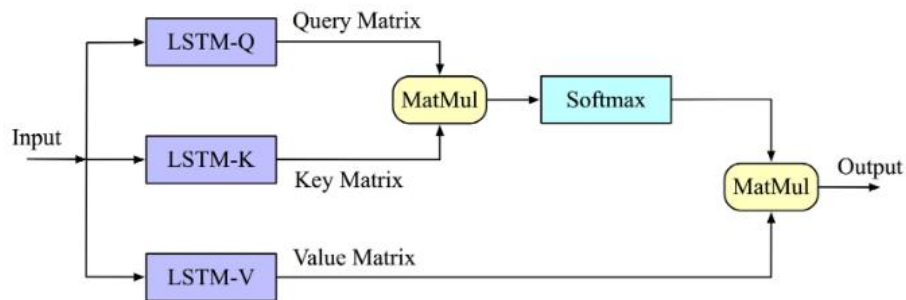 Query Matrix
LSTM-Q
MatMul
Softmax
Input
LSTM-K
Key Matrix
MatMul
Output
Value Matrix
LSTM-V